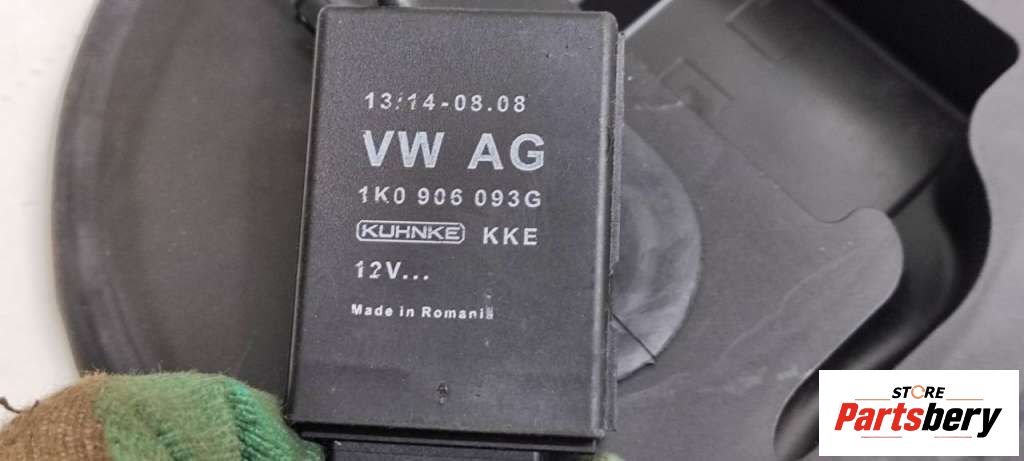 13/14-08.08
VW AG
1K0 906 093G
KUHNKE KKE
12V...
Made in Romania
STORE
Partsbery